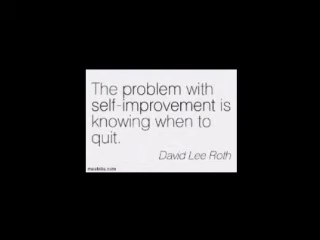 The problem with
self-improvement is
knowing when to
quit.
David Lee Roth